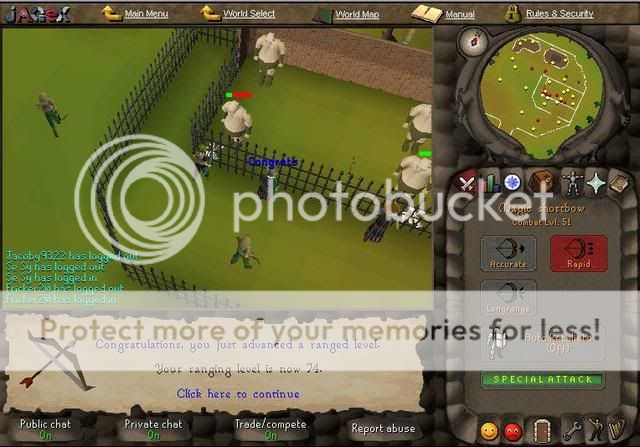 JAGEX
Main Menu
World Select
World Map
Manual
Rules & Security
Congrats
photobucket
Magic shortbow
Combat Lvl: 51
Accurate
Rapid
Longrange
Auto Retaliate
(Off)
SPECIAL ATTACK
Jacoby9322 has logged out.
Se Sy has logged out.
Se Sy has logged in.
Fricker20 has logged out.
Fricker20 has logged in.
Protect more of your memories for less!
Congratulations, you just advanced a ranged level.
Your ranging level is now 74.
Click here to continue
Public chat
On
Private chat
On
Trade/compete
On
Report abuse